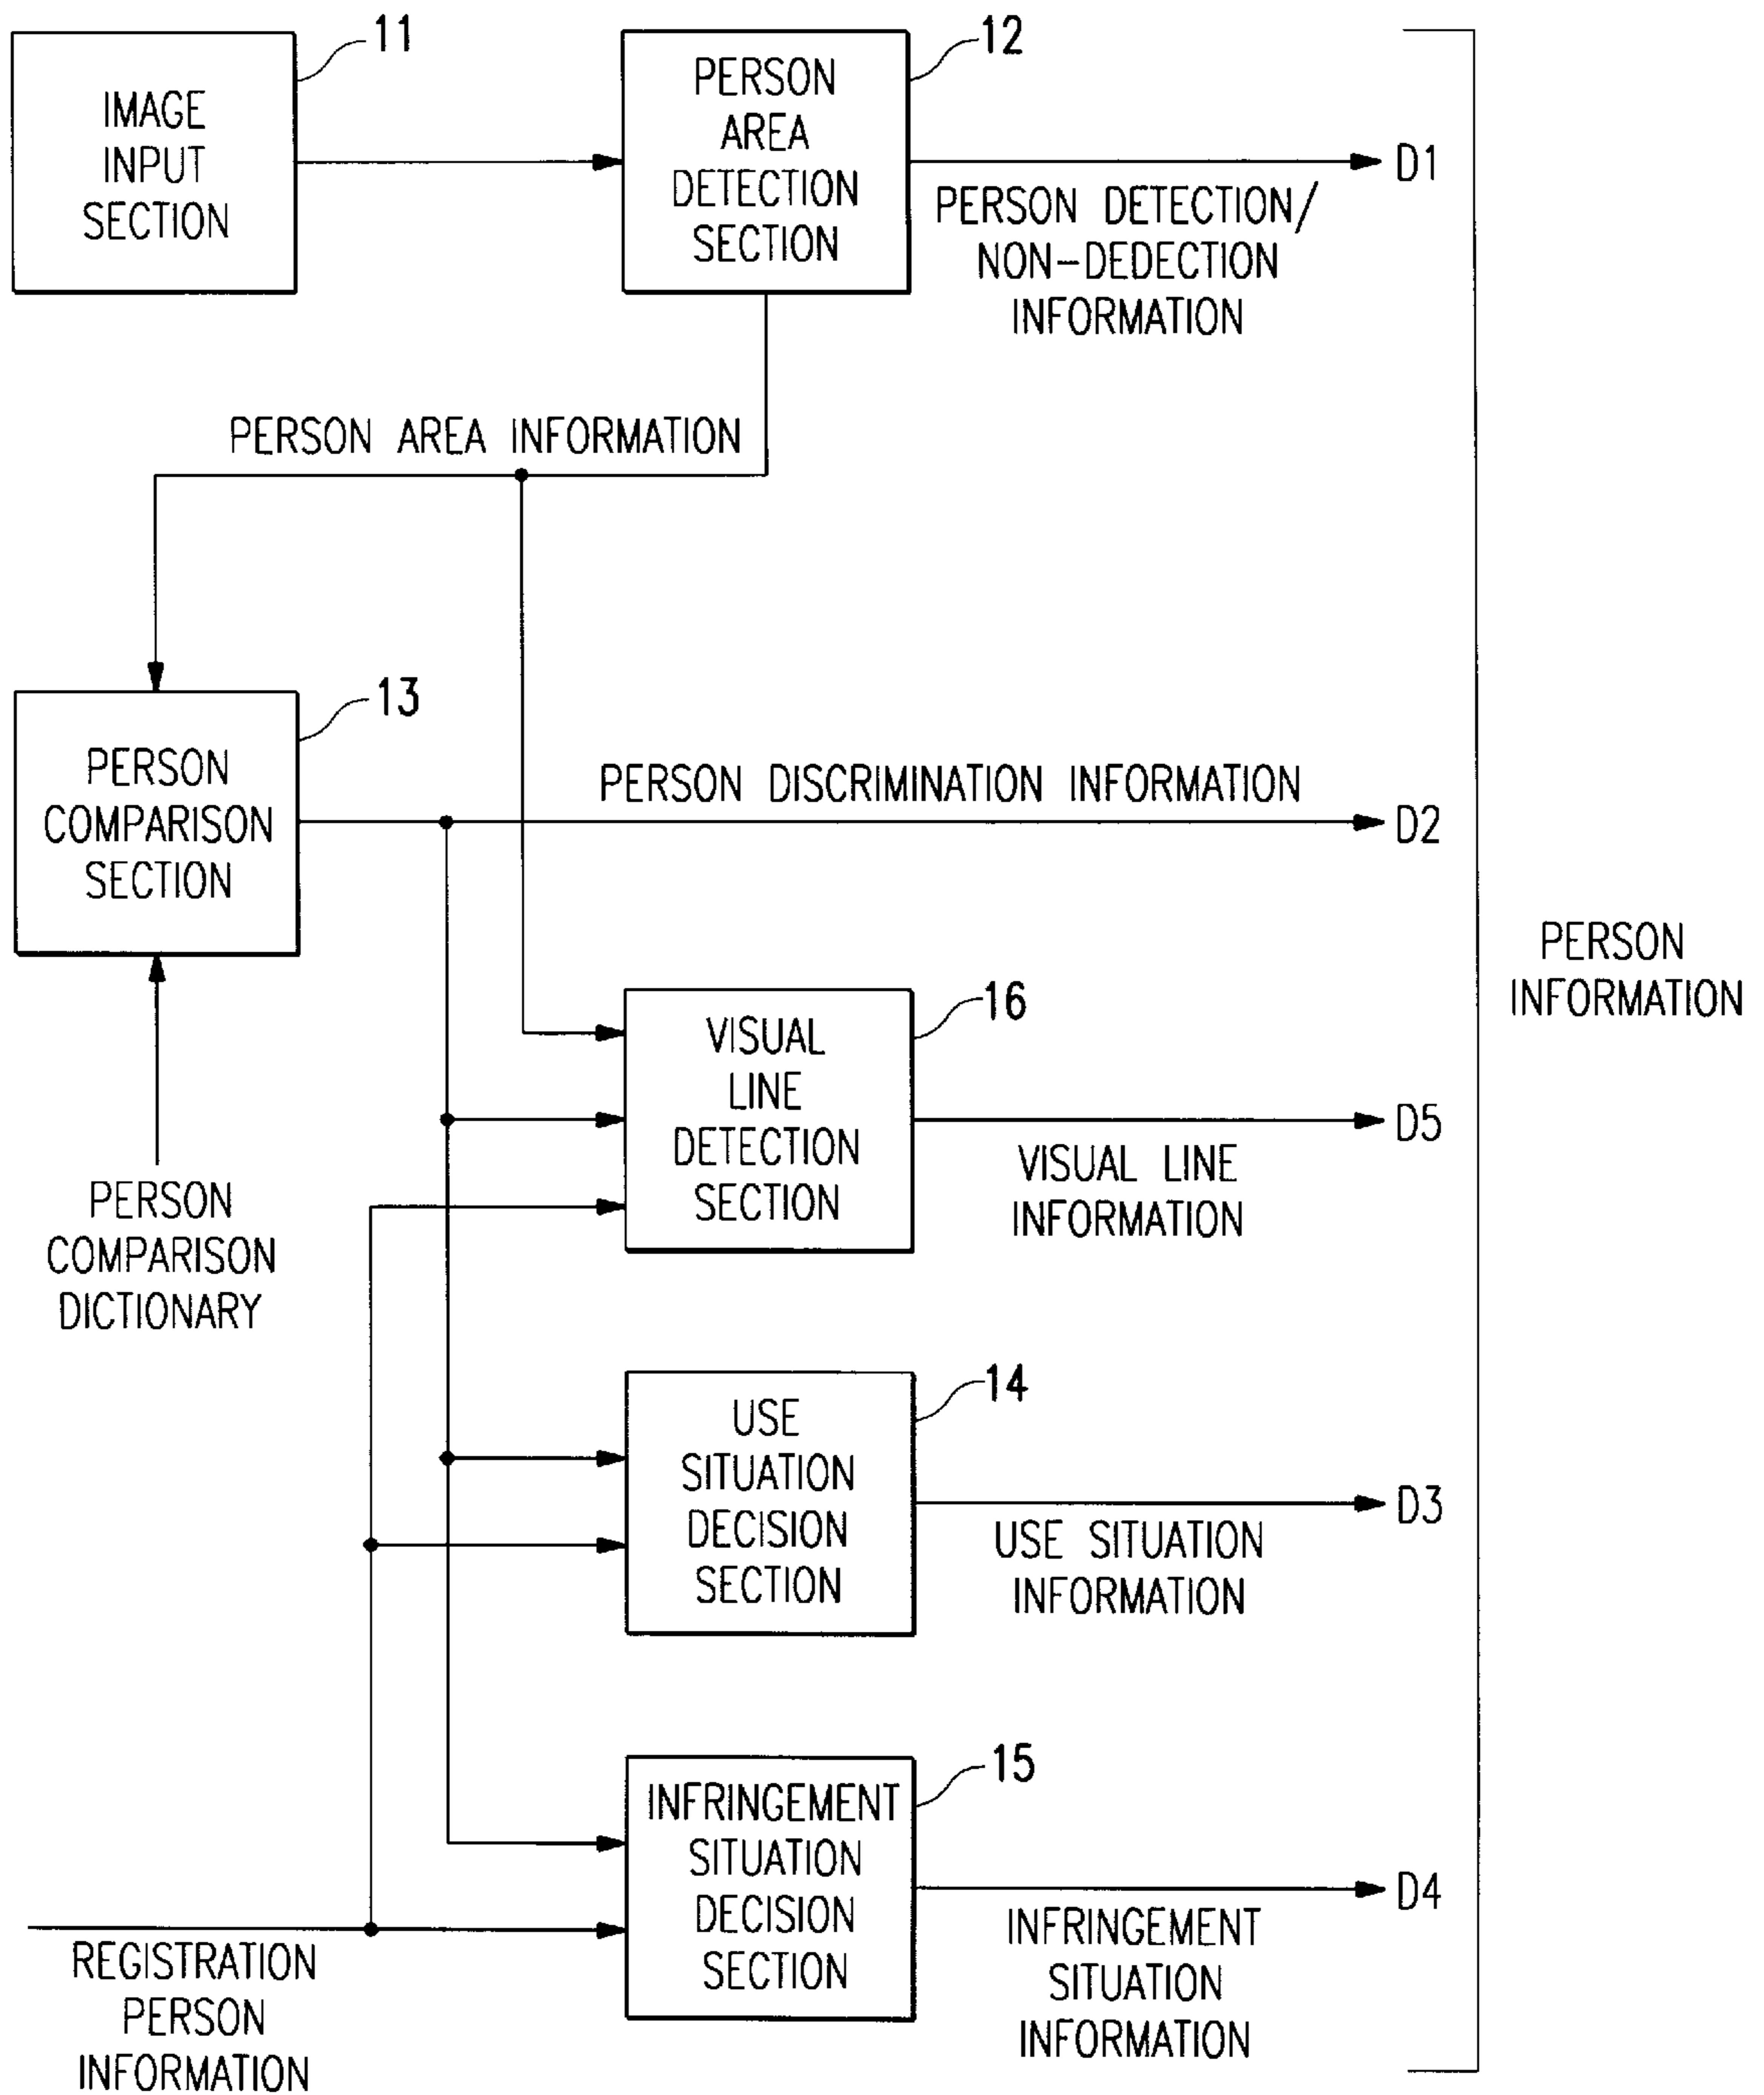 11
IMAGE
INPUT
SECTION
12
PERSON
AREA
DETECTION
SECTION
D1
PERSON DETECTION/
NON-DEDECTION
INFORMATION
PERSON AREA INFORMATION
13
PERSON
COMPARISON
SECTION
PERSON DISCRIMINATION INFORMATION
D2
PERSON
INFORMATION
16
VISUAL
LINE
DETECTION
SECTION
D5
VISUAL LINE
INFORMATION
PERSON
COMPARISON
DICTIONARY
14
USE
SITUATION
DECISION
SECTION
D3
USE SITUATION
INFORMATION
15
INFRINGEMENT
SITUATION
DECISION
SECTION
D4
INFRINGEMENT
SITUATION
INFORMATION
REGISTRATION
PERSON
INFORMATION